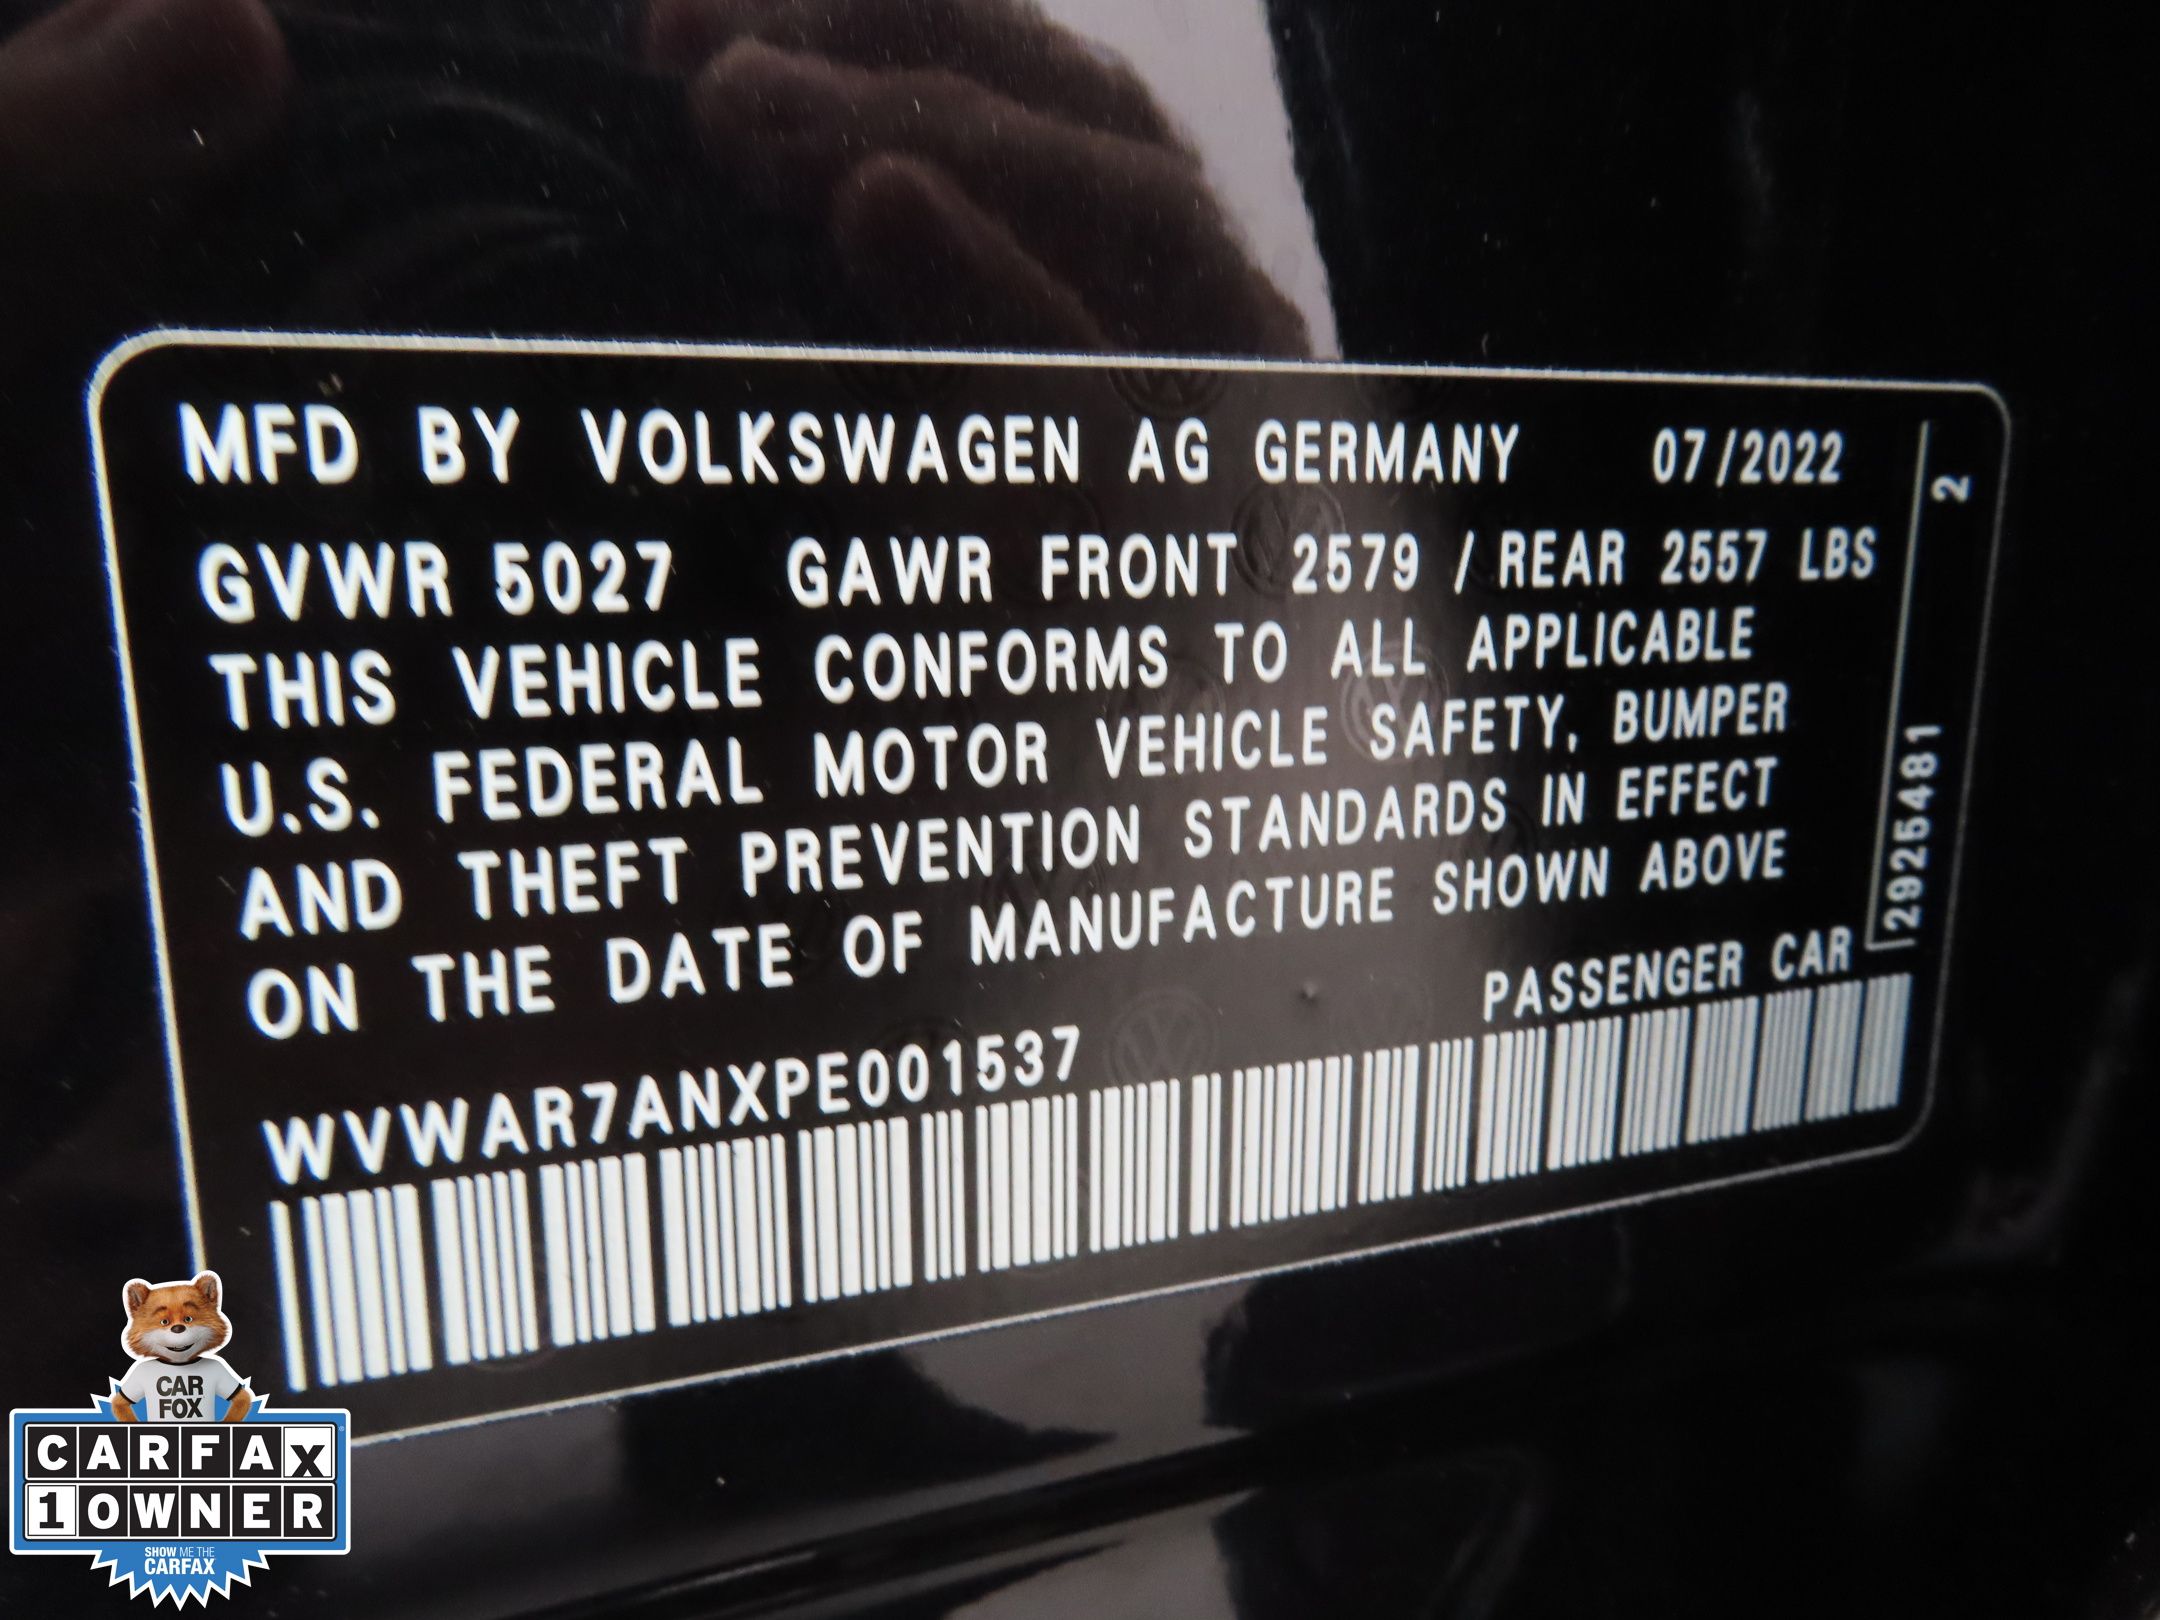 MFD BY VOLKSWAGEN AG GERMANY 07/2022
GVWR 5027 GAWR FRONT 2579 / REAR 2557 LBS
THIS VEHICLE CONFORMS TO ALL APPLICABLE
U.S. FEDERAL MOTOR VEHICLE SAFETY, BUMPER
AND THEFT PREVENTION STANDARDS IN EFFECT
ON THE DATE OF MANUFACTURE SHOWN ABOVE
PASSENGER CAR
WVWAR7ANXPE001537
2925481 2
CAR
FOX
CARFAX
1 OWNER
SHOW ME THE
CARFAX